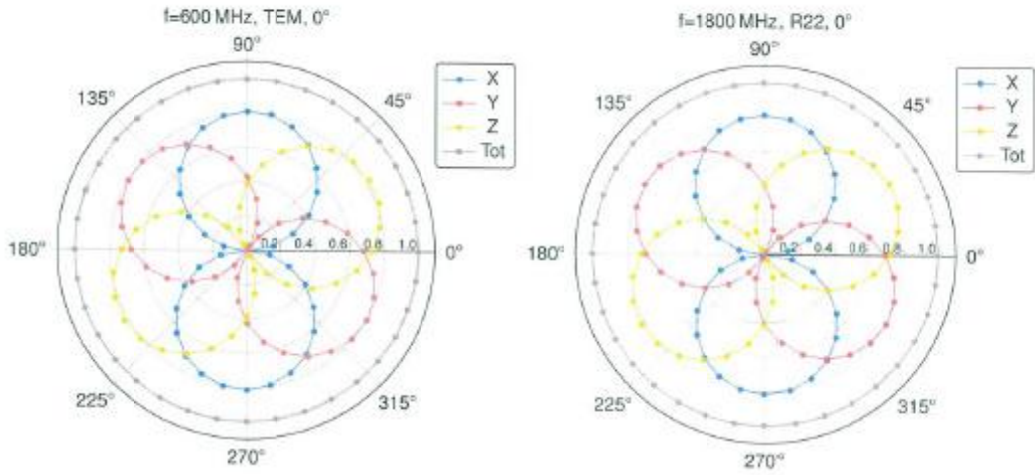 f=600 MHz, TEM, 0°
90°
135°
45°
X
Y
Z
Tot
180°
0.2 0.4 0.6 0.8 1.0
0°
225°
315°
270°
f=1800 MHz, R22, 0°
90°
135°
45°
X
Y
Z
Tot
180°
0.2 0.4 0.6 0.8 1.0
0°
225°
315°
270°